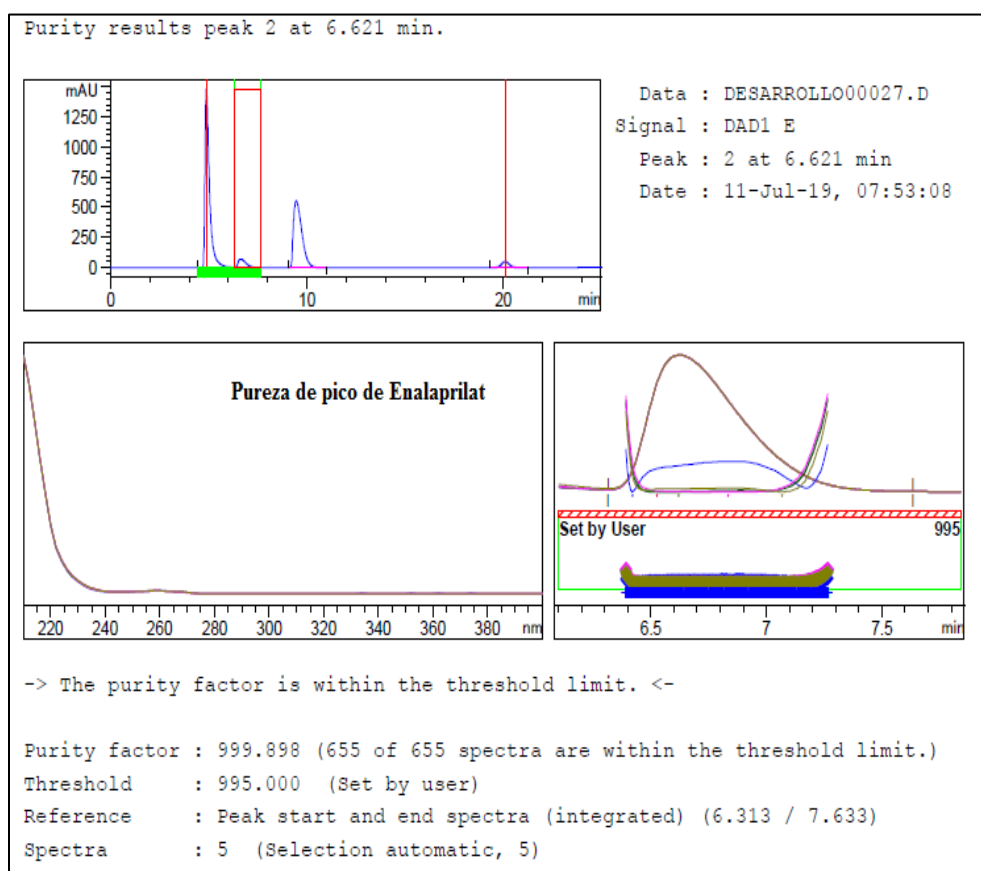 Purity results peak 2 at 6.621 min.
mAU
1250
1000
750
500
250
0
0 10 20 min
Data : DESARROLLO00027.D
Signal : DAD1 E
Peak : 2 at 6.621 min
Date : 11-Jul-19, 07:53:08
Pureza de pico de Enalaprilat
220 240 260 280 300 320 340 360 380 nm
Set by User 995
6.5 7 7.5 min
-> The purity factor is within the threshold limit. <-
Purity factor : 999.898 (655 of 655 spectra are within the threshold limit.)
Threshold : 995.000 (Set by user)
Reference : Peak start and end spectra (integrated) (6.313 / 7.633)
Spectra : 5 (Selection automatic, 5)